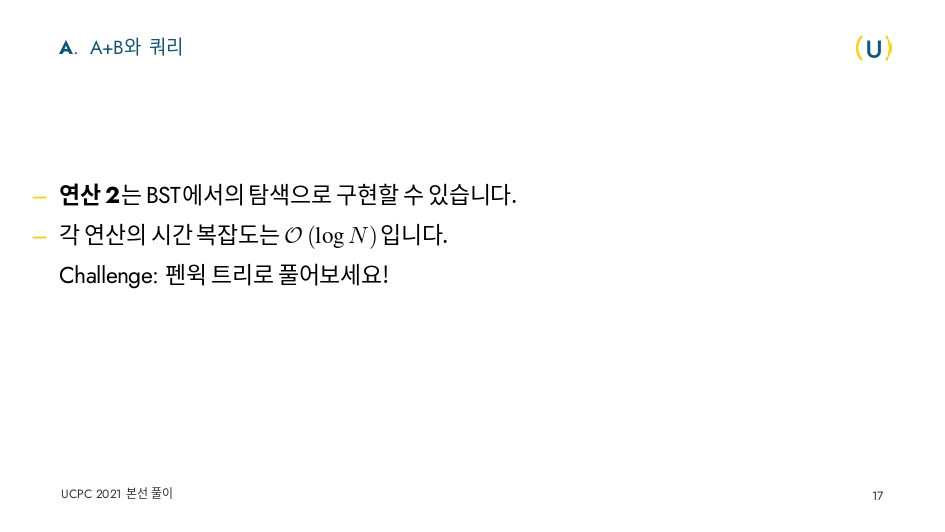 A. A+B와 쿼리
(U)
– 연산 2는 BST에서의 탐색으로 구현할 수 있습니다.
– 각 연산의 시간 복잡도는 𝒪 (log N) 입니다.
Challenge: 펜윅 트리로 풀어보세요!
UCPC 2021 본선 풀이
17